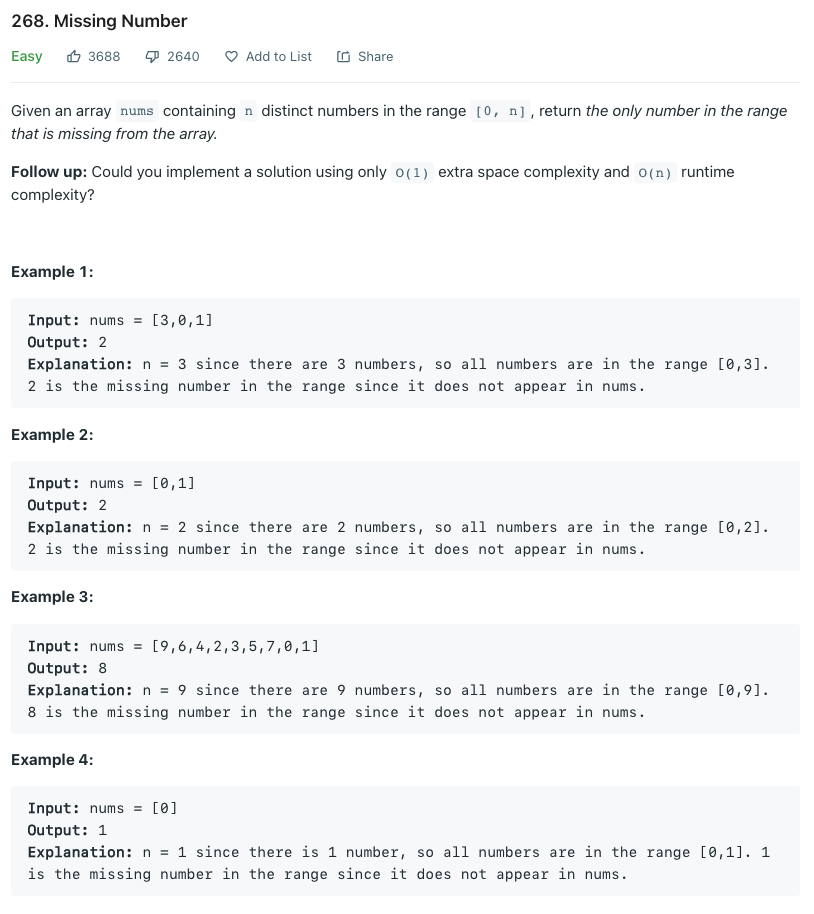 268. Missing Number
Easy 3688 2640 Add to List Share
Given an array nums containing n distinct numbers in the range [0, n], return the only number in the range
that is missing from the array.
Follow up: Could you implement a solution using only O(1) extra space complexity and O(n) runtime
complexity?
Example 1:
Input: nums = [3,0,1]
Output: 2
Explanation: n = 3 since there are 3 numbers, so all numbers are in the range [0,3].
2 is the missing number in the range since it does not appear in nums.
Example 2:
Input: nums = [0,1]
Output: 2
Explanation: n = 2 since there are 2 numbers, so all numbers are in the range [0,2].
2 is the missing number in the range since it does not appear in nums.
Example 3:
Input: nums = [9,6,4,2,3,5,7,0,1]
Output: 8
Explanation: n = 9 since there are 9 numbers, so all numbers are in the range [0,9].
8 is the missing number in the range since it does not appear in nums.
Example 4:
Input: nums = [0]
Output: 1
Explanation: n = 1 since there is 1 number, so all numbers are in the range [0,1]. 1
is the missing number in the range since it does not appear in nums.